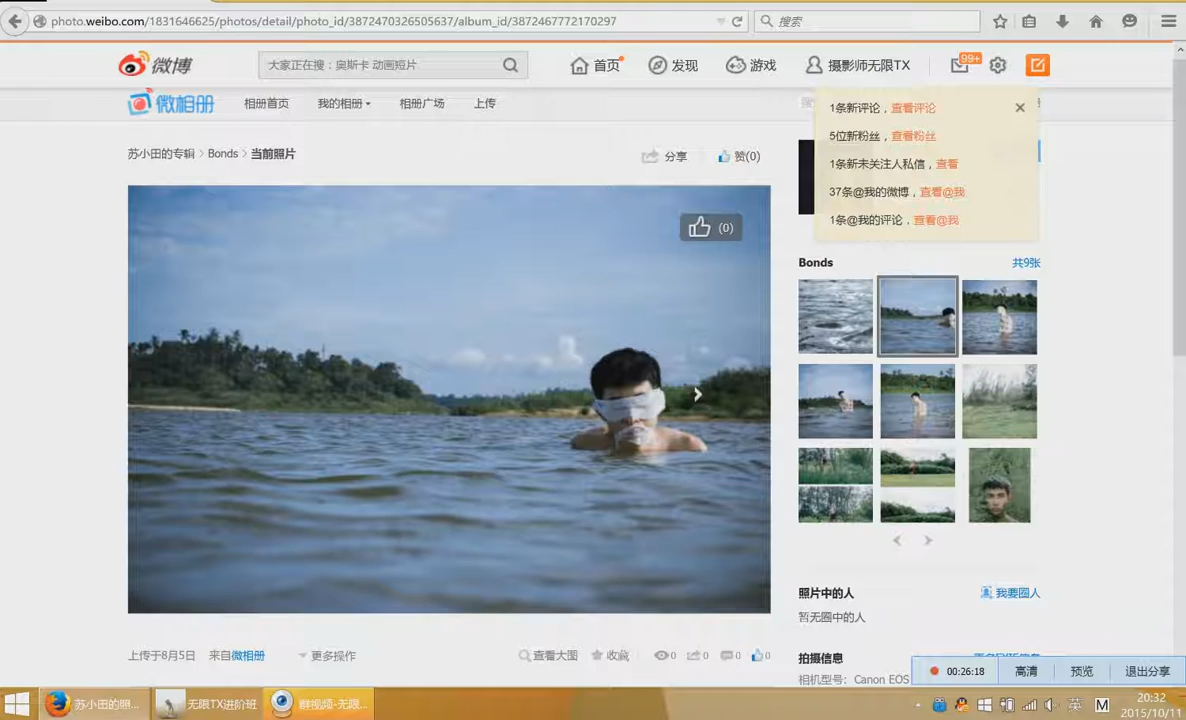 photo.weibo.com/1831646625/photos/detail/photo_id/3872470326505637/album_id/3872467772170297
搜索
微博
大家正在搜：奥斯卡 动画短片
首页
发现
游戏
摄影师无限TX
99+
微相册
相册首页
我的相册
相册广场
上传
1条新评论，查看评论
5位新粉丝，查看粉丝
1条新未关注人私信，查看
37条@我的微博，查看@我
1条@我的评论，查看@我
苏小田的专辑 > Bonds > 当前照片
分享
赞(0)
(0)
Bonds
共9张
照片中的人
我要圈人
暂无圈中的人
上传于8月5日 来自微相册
更多操作
查看大图
收藏
0
0
0
0
拍摄信息
相机型号：Canon EOS
00:26:18
高清
预览
退出分享
苏小田的照...
无限TX进阶班
群视频-无限...
英
M
20:32
2015/10/11